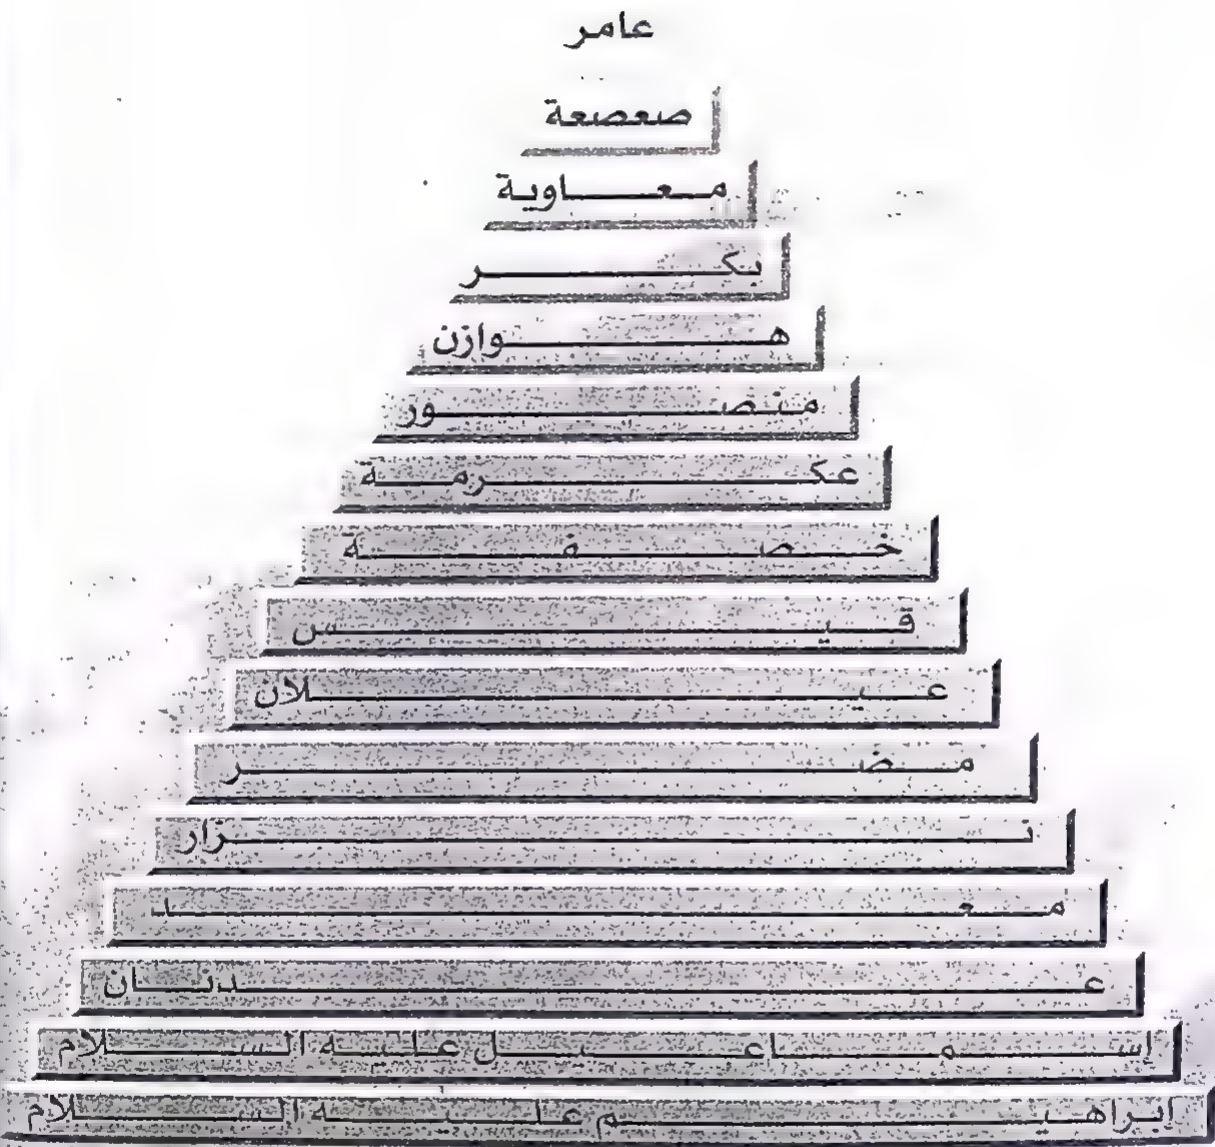 عامر
صعصعة
معاوية
بكر
هوازن
منصور
عكرمة
خصفة
قيس
عيلان
مضر
نزار
معد
عدنان
إسماعيل عليه السلام
إبراهيم عليه السلام